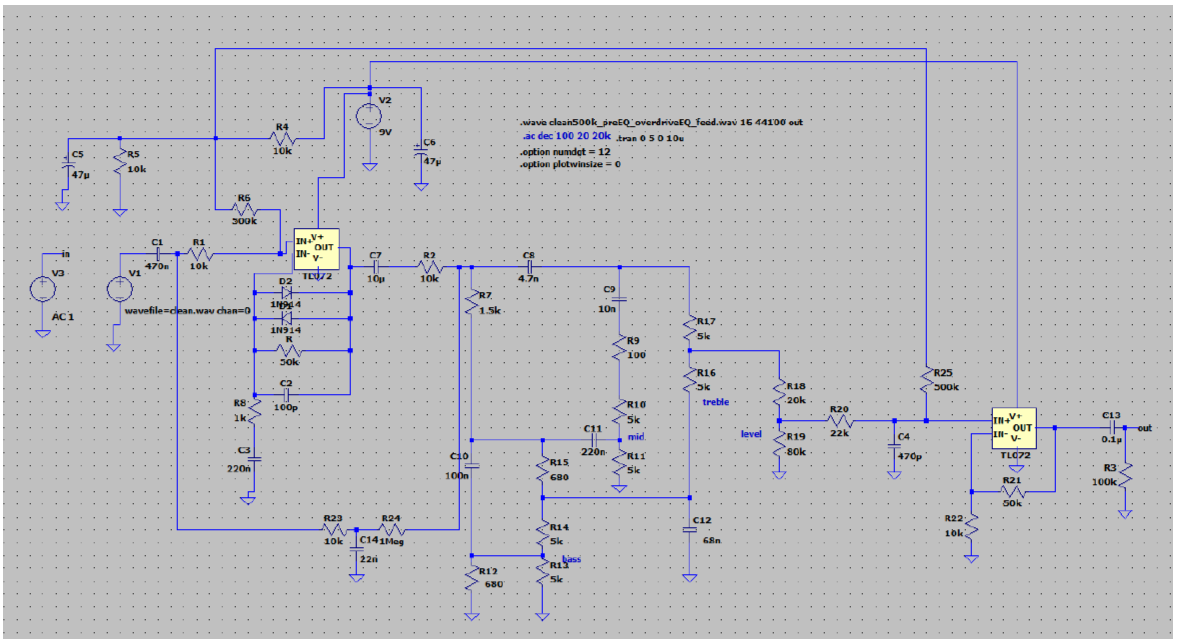 V2
9V
R4
10k
C6
47µ
C5
47µ
R5
10k
.wave clean500k_preEQ_overdriveEQ_feed.wav 16 44100 out
.ac dec 100 20 20k
.tran 0 5 0 10u
.option numdgt = 12
.option plotwinsize = 0
R6
500k
IN+
IN-
V+
OUT
V-
TL072
in
V3
AC 1
C1
470n
R1
10k
V1
wavefile=clean.wav chan=0
D2
1N914
D1
1N914
R
50k
C2
100p
R8
1k
C3
220n
C7
10µ
R2
10k
R7
1.5k
C8
4.7n
C9
10n
R9
100
R10
5k
mid
R11
5k
C11
220n
R17
5k
R16
5k
treble
R18
20k
level
R19
80k
R20
22k
C4
470p
R25
500k
IN+
IN-
V+
OUT
V-
TL072
C13
0.1µ
out
R3
100k
R21
50k
R22
10k
C10
100n
R15
680
R14
5k
bass
R13
5k
R12
680
C12
68n
R23
10k
C14
22n
R24
1Meg